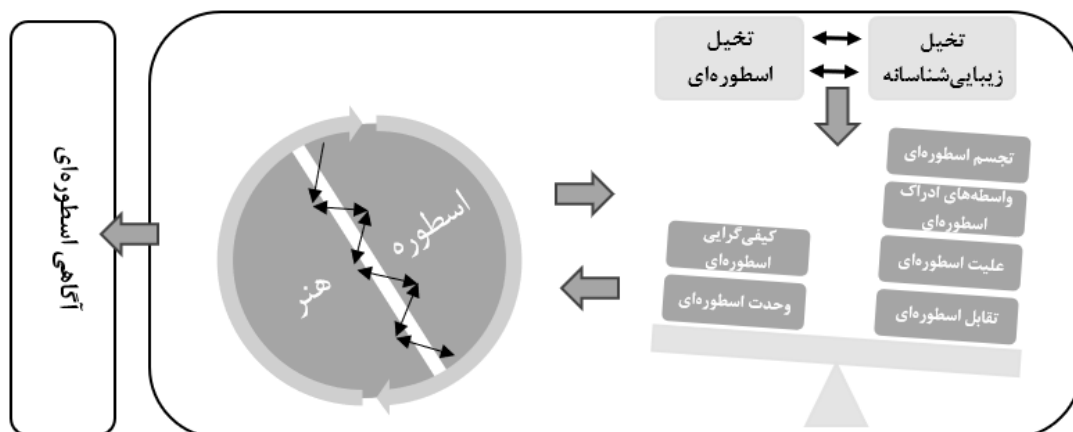 تخیل
زیبایی‌شناسانه
تخیل
اسطوره‌ای
تجسم اسطوره‌ای
واسطه‌های ادراک
اسطوره‌ای
علیت اسطوره‌ای
تقابل اسطوره‌ای
کیفی‌گرایی
اسطوره‌ای
وحدت اسطوره‌ای
اسطوره
هنر
آگاهی اسطوره‌ای